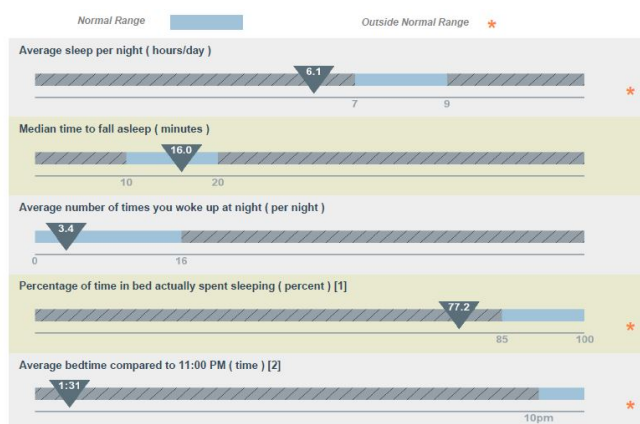 Normal Range
Outside Normal Range *
Average sleep per night ( hours/day )
6.1
7 9
*
Median time to fall asleep ( minutes )
16.0
10 20
Average number of times you woke up at night ( per night )
3.4
0 16
Percentage of time in bed actually spent sleeping ( percent ) [1]
77.2
85 100
*
Average bedtime compared to 11:00 PM ( time ) [2]
1:31
10pm
*